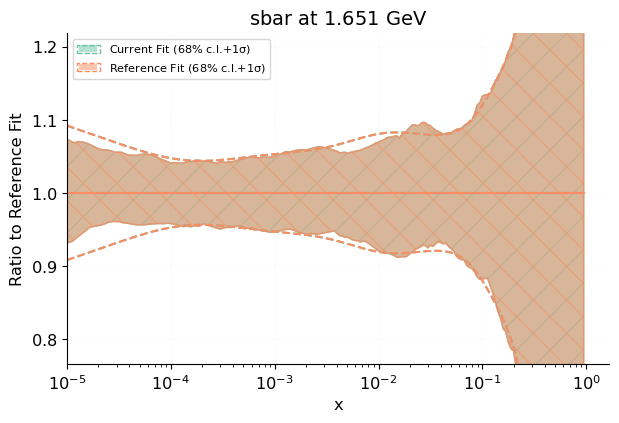 sbar at 1.651 GeV
Current Fit (68% c.l.+1σ)
Reference Fit (68% c.l.+1σ)
Ratio to Reference Fit
1.2
1.1
1.0
0.9
0.8
10⁻⁵ 10⁻⁴ 10⁻³ 10⁻² 10⁻¹ 10⁰
x